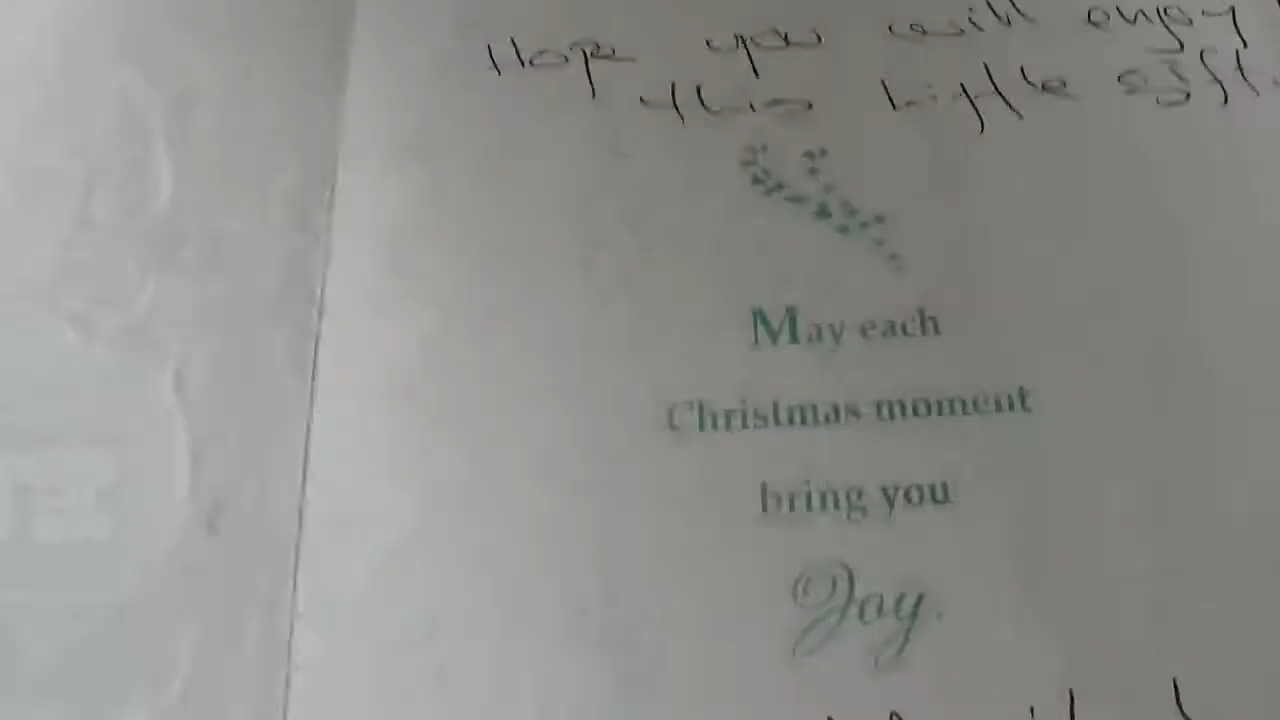 Hope you will enjoy
this little gift.
May each
Christmas moment
bring you
Joy.